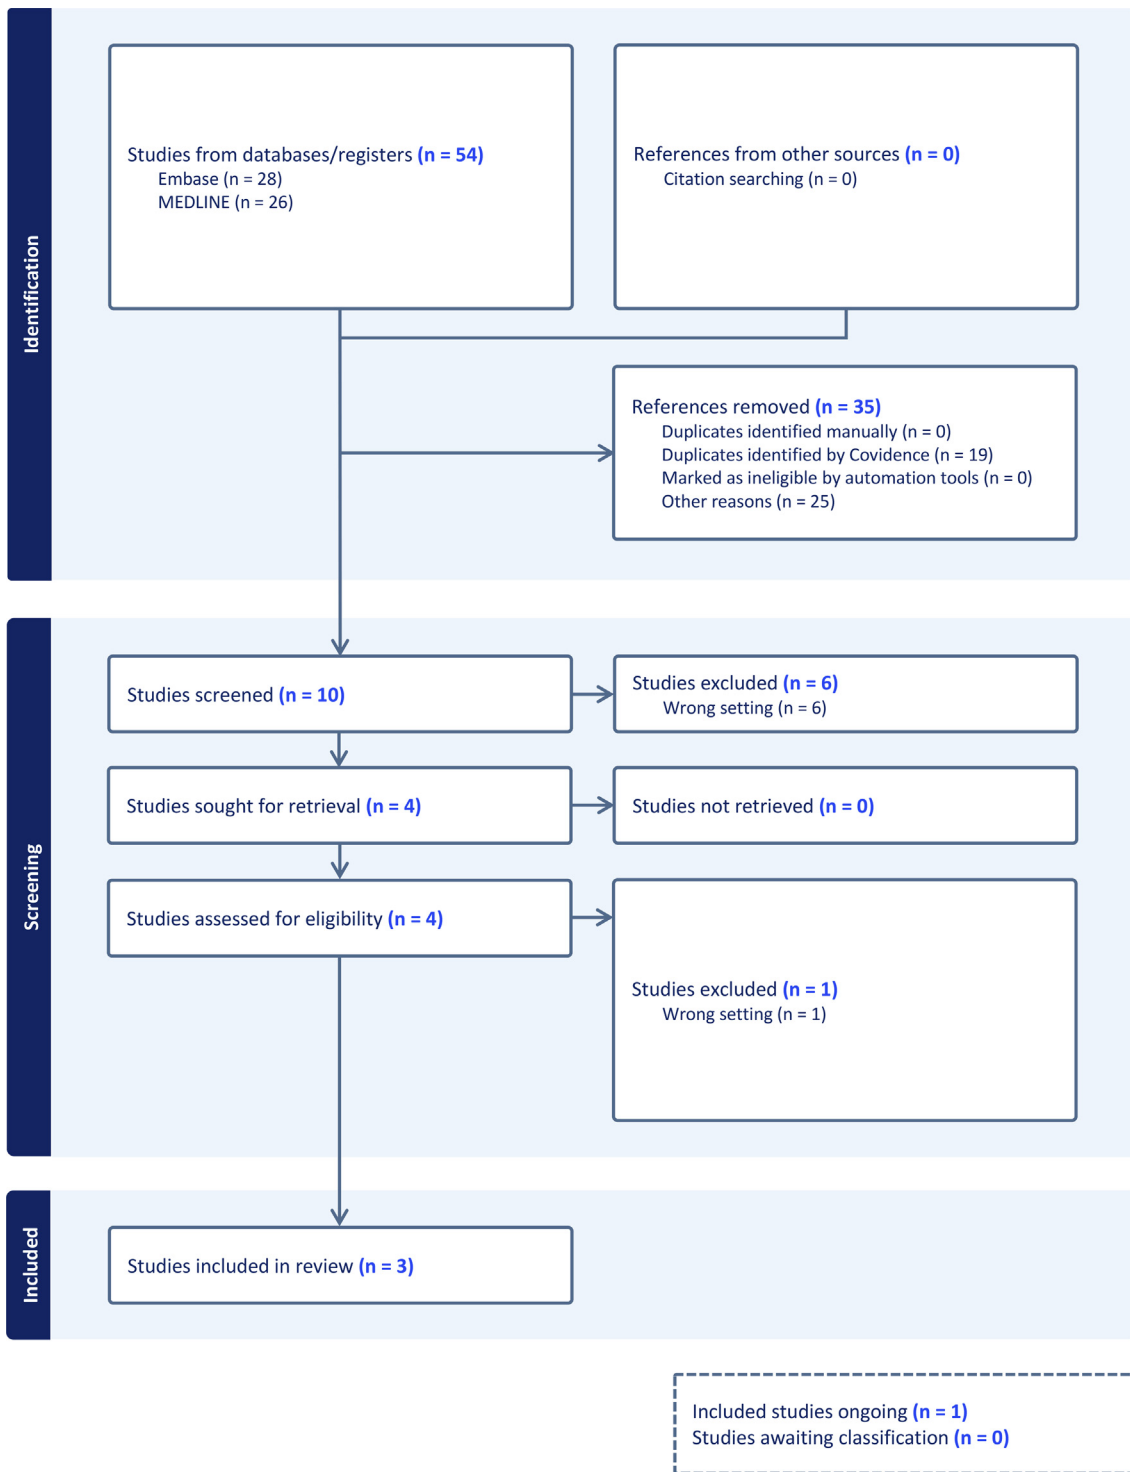 Identification
Studies from databases/registers (n = 54)
Embase (n = 28)
MEDLINE (n = 26)
References from other sources (n = 0)
Citation searching (n = 0)
References removed (n = 35)
Duplicates identified manually (n = 0)
Duplicates identified by Covidence (n = 19)
Marked as ineligible by automation tools (n = 0)
Other reasons (n = 25)
Screening
Studies screened (n = 10)
Studies excluded (n = 6)
Wrong setting (n = 6)
Studies sought for retrieval (n = 4)
Studies not retrieved (n = 0)
Studies assessed for eligibility (n = 4)
Studies excluded (n = 1)
Wrong setting (n = 1)
Included
Studies included in review (n = 3)
Included studies ongoing (n = 1)
Studies awaiting classification (n = 0)